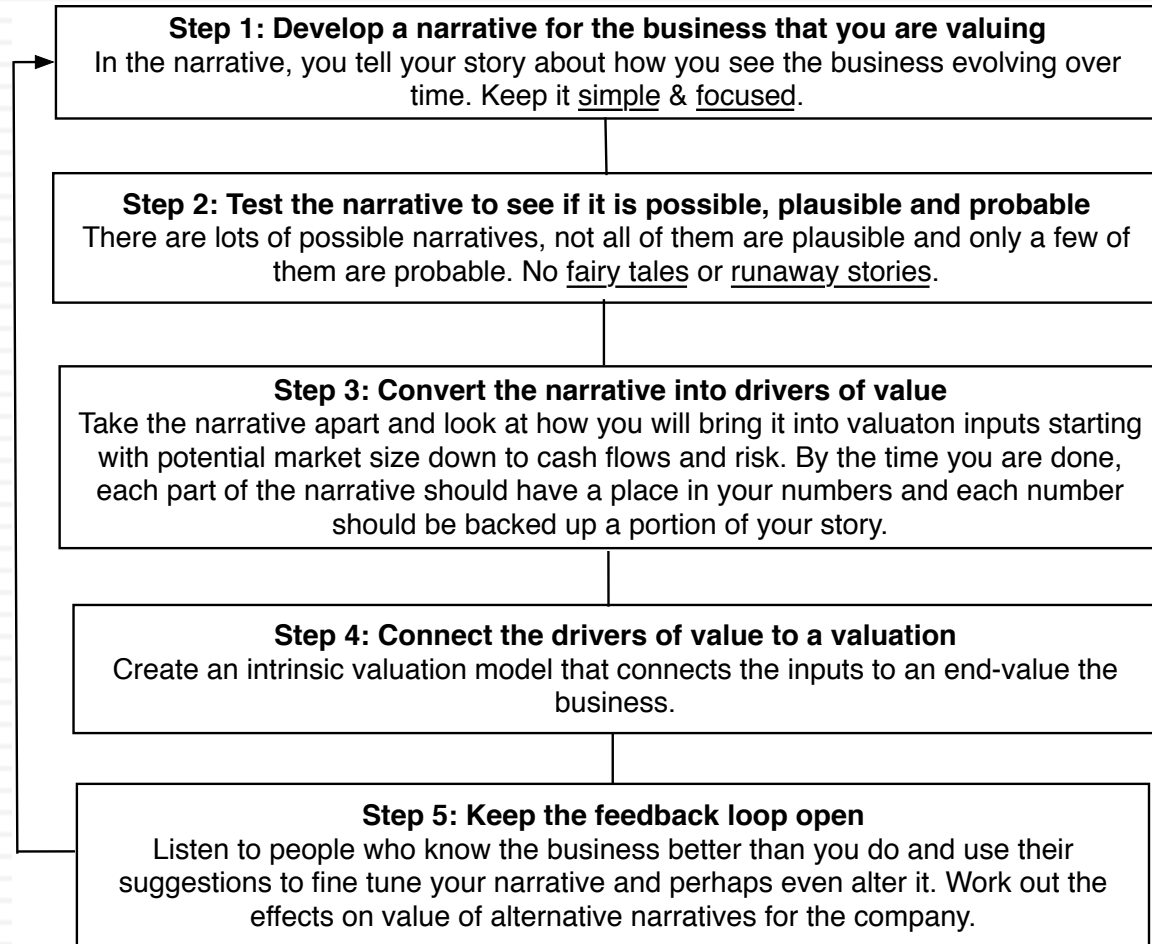 Step 1: Develop a narrative for the business that you are valuing
In the narrative, you tell your story about how you see the business evolving over
time. Keep it simple & focused.
Step 2: Test the narrative to see if it is possible, plausible and probable
There are lots of possible narratives, not all of them are plausible and only a few of
them are probable. No fairy tales or runaway stories.
Step 3: Convert the narrative into drivers of value
Take the narrative apart and look at how you will bring it into valuaton inputs starting
with potential market size down to cash flows and risk. By the time you are done,
each part of the narrative should have a place in your numbers and each number
should be backed up a portion of your story.
Step 4: Connect the drivers of value to a valuation
Create an intrinsic valuation model that connects the inputs to an end-value the
business.
Step 5: Keep the feedback loop open
Listen to people who know the business better than you do and use their
suggestions to fine tune your narrative and perhaps even alter it. Work out the
effects on value of alternative narratives for the company.